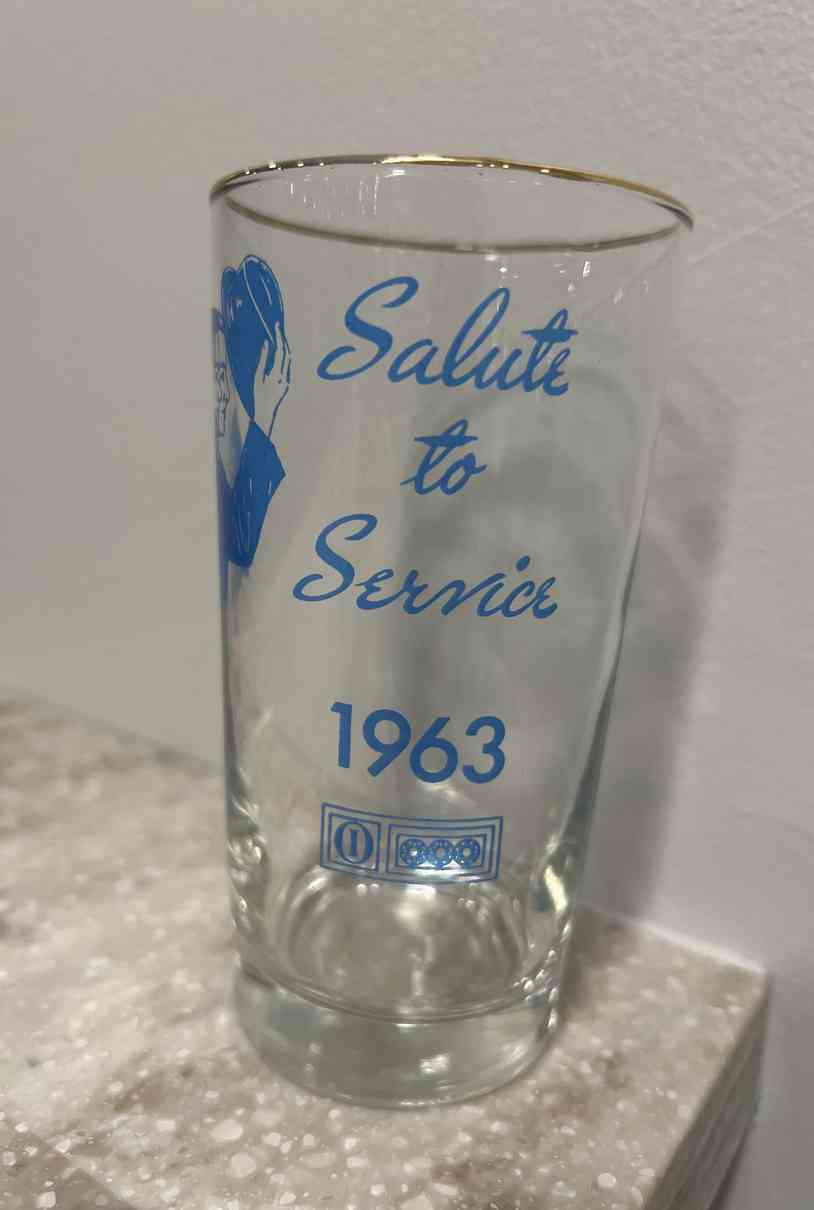 Salute
to
Service
1963
I